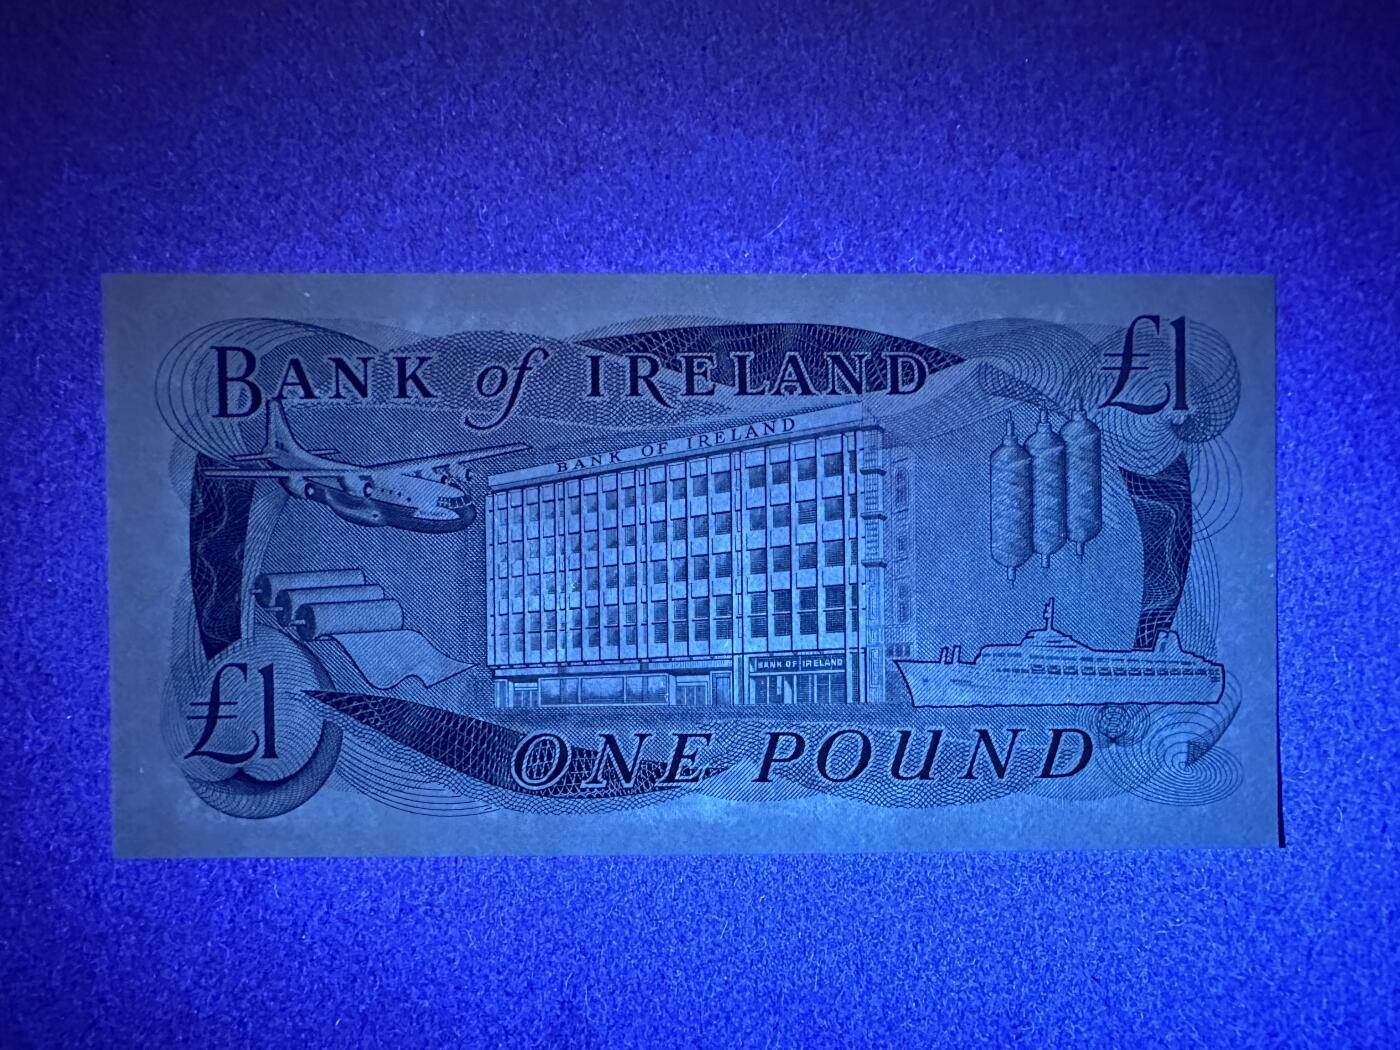 BANK of IRELAND
£1
BANK OF IRELAND
BANK OF IRELAND
£1
ONE POUND